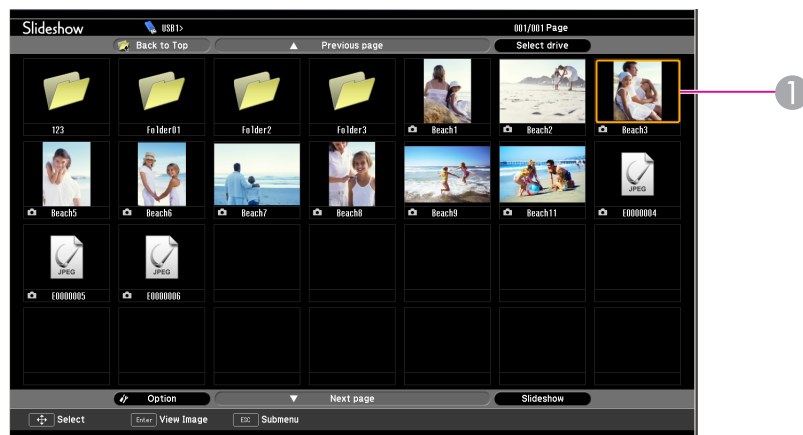 Slideshow USB1> 001/001 Page
Back to Top ▲ Previous page Select drive
123 Folder01 Folder2 Folder3 Beach1 Beach2 Beach3
1
Beach5 Beach6 Beach7 Beach8 Beach9 Beach11 JPEG E0000004
JPEG E0000005 JPEG E0000006
Option ▼ Next page Slideshow
Select Enter View Image ESC Submenu